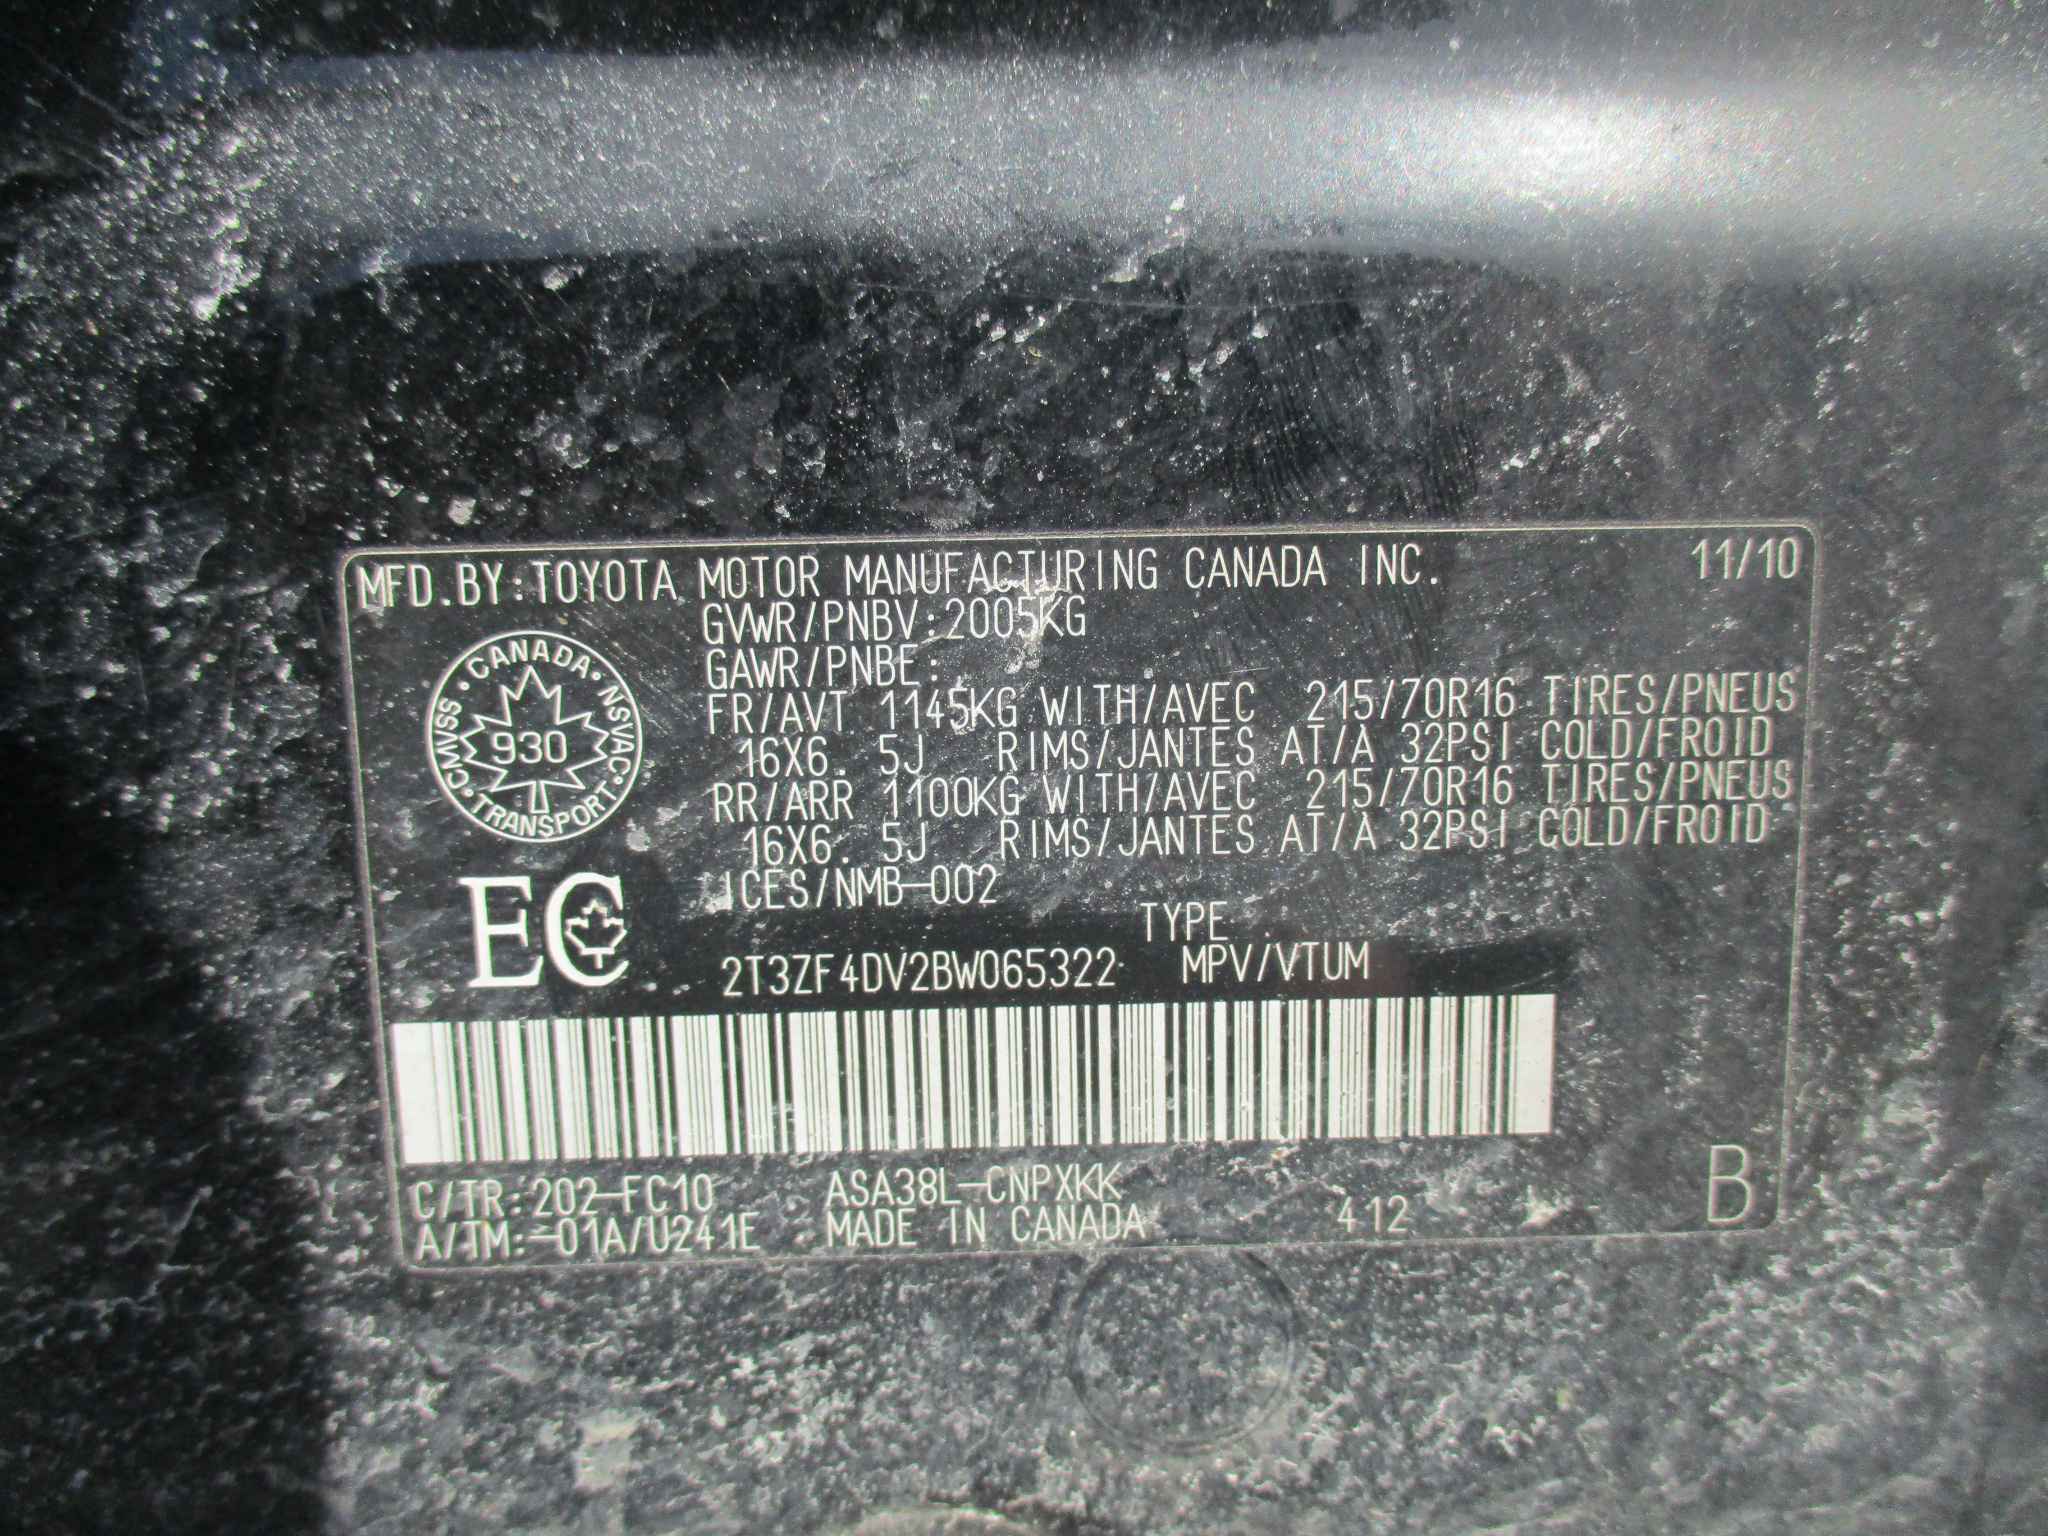 MFD.BY:TOYOTA MOTOR MANUFACTURING CANADA INC. 11/10
GVWR/PNBV:2005KG
GAWR/PNBE:
FR/AVT 1145KG WITH/AVEC 215/70R16 TIRES/PNEUS
16X6. 5J RIMS/JANTES AT/A 32PSI COLD/FROID
RR/ARR 1100KG WITH/AVEC 215/70R16 TIRES/PNEUS
16X6. 5J RIMS/JANTES AT/A 32PSI COLD/FROID
ICES/NMB-002
CANADA · NSVAC · TRANSPORT · CMVSS
930
EC
TYPE
2T3ZF4DV2BW065322 MPV/VTUM
C/TR:202-FC10 ASA38L-CNPXKK
A/TM:-01A/U241E MADE IN CANADA 412 B